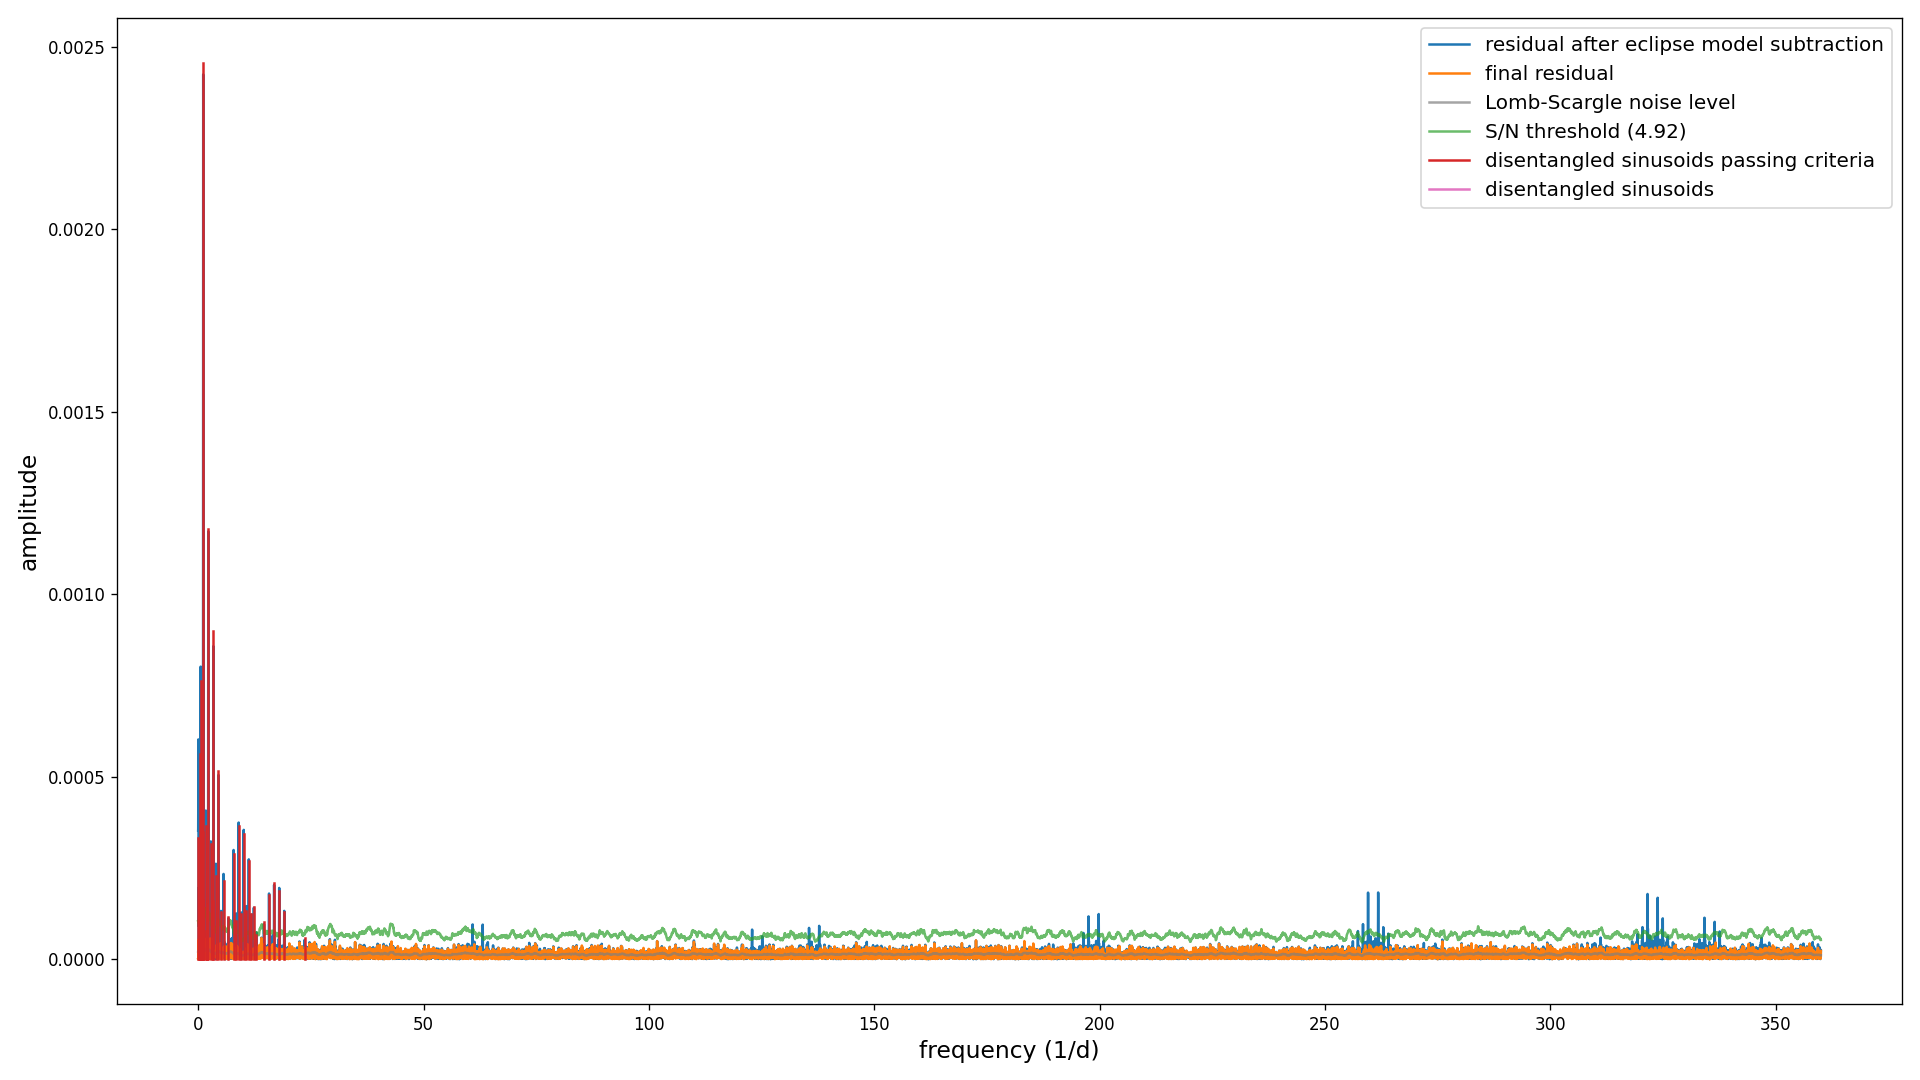 residual after eclipse model subtraction
final residual
Lomb-Scargle noise level
S/N threshold (4.92)
disentangled sinusoids passing criteria
disentangled sinusoids
0.0025
0.0020
0.0015
0.0010
0.0005
0.0000
amplitude
0 50 100 150 200 250 300 350
frequency (1/d)